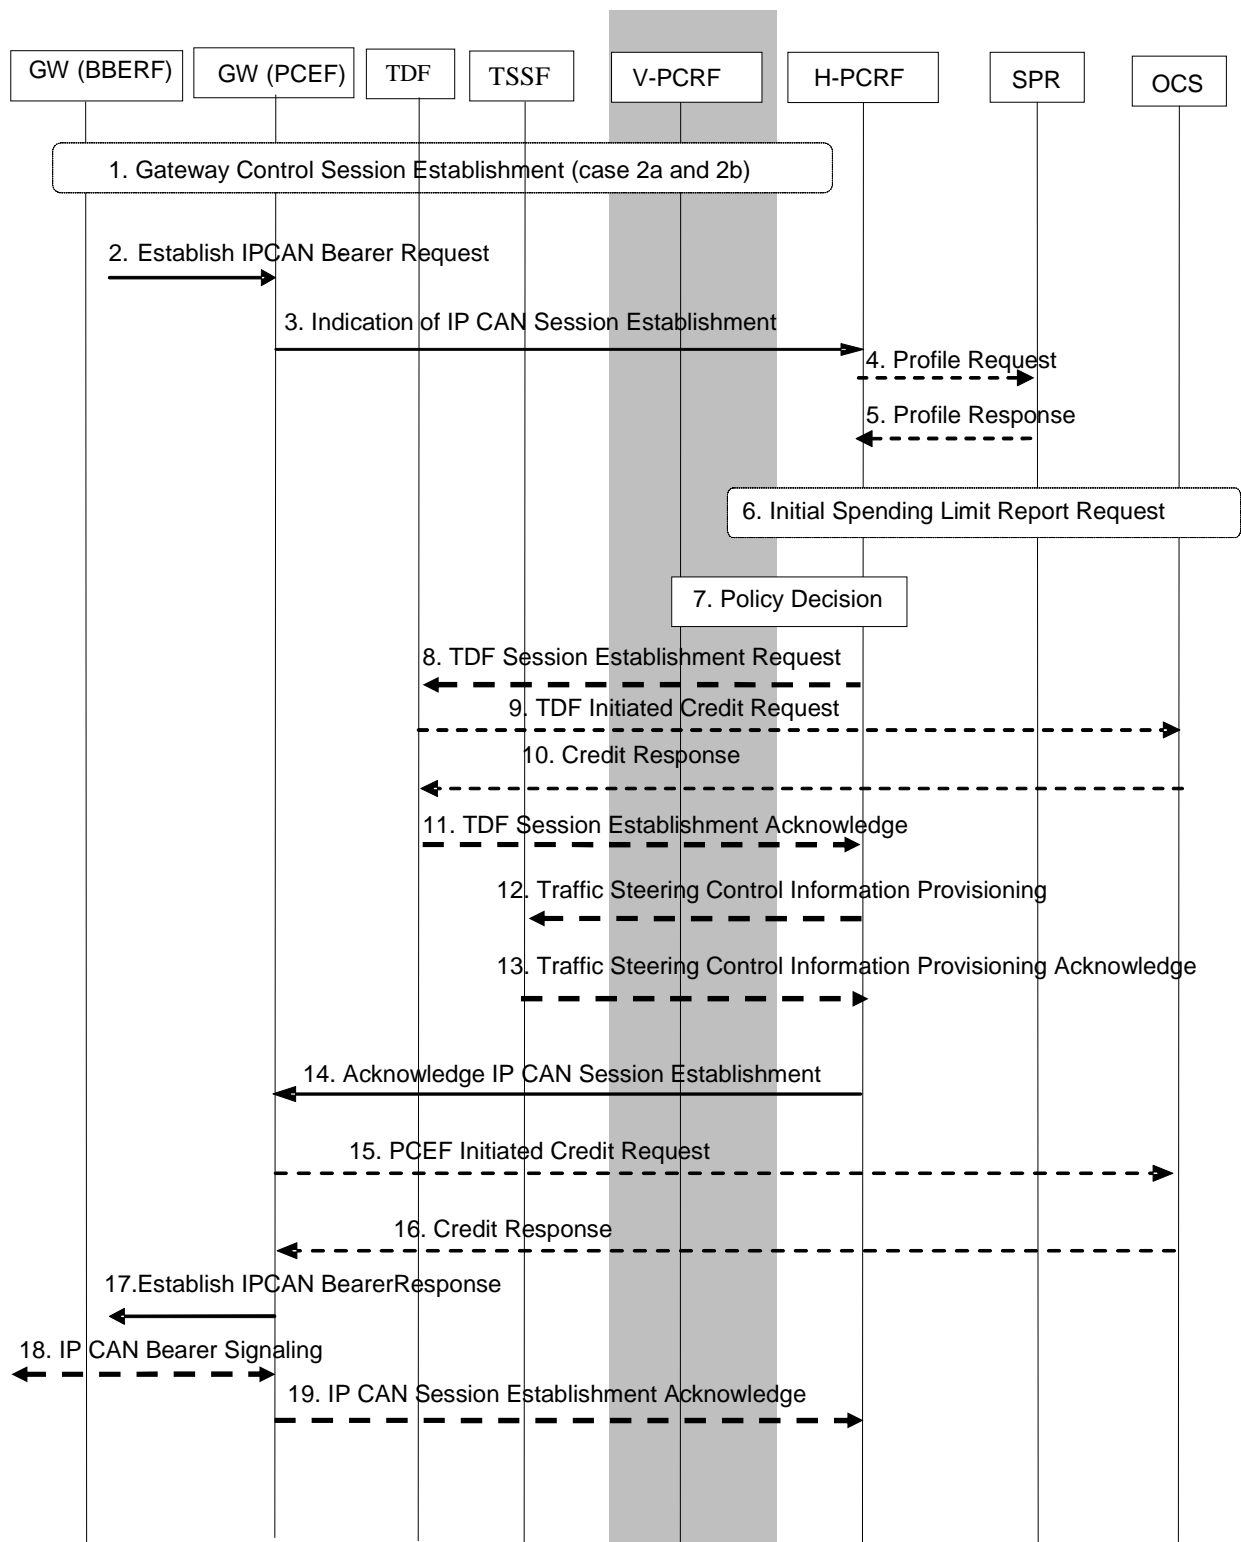 GW (BBERF)
GW (PCEF)
TDF
TSSF
V-PCRF
H-PCRF
SPR
OCS
1. Gateway Control Session Establishment (case 2a and 2b)
2. Establish IPCAN Bearer Request
3. Indication of IP CAN Session Establishment
4. Profile Request
5. Profile Response
6. Initial Spending Limit Report Request
7. Policy Decision
8. TDF Session Establishment Request
9. TDF Initiated Credit Request
10. Credit Response
11. TDF Session Establishment Acknowledge
12. Traffic Steering Control Information Provisioning
13. Traffic Steering Control Information Provisioning Acknowledge
14. Acknowledge IP CAN Session Establishment
15. PCEF Initiated Credit Request
16. Credit Response
17.Establish IPCAN BearerResponse
18. IP CAN Bearer Signaling
19. IP CAN Session Establishment Acknowledge